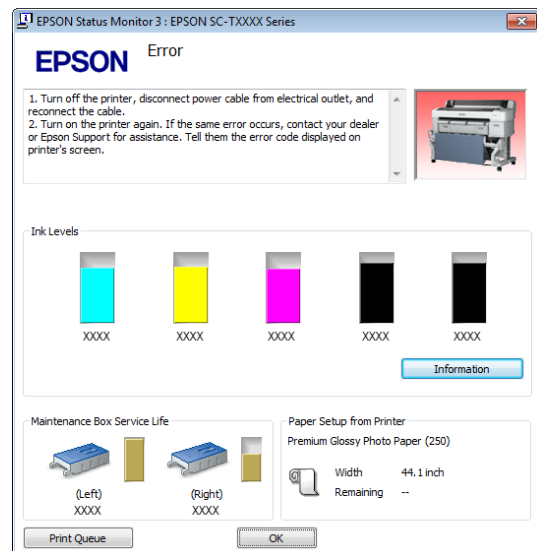 EPSON Status Monitor 3 : EPSON SC-TXXXX Series
EPSON
Error
1. Turn off the printer, disconnect power cable from electrical outlet, and
reconnect the cable.
2. Turn on the printer again. If the same error occurs, contact your dealer
or Epson Support for assistance. Tell them the error code displayed on
printer's screen.
Ink Levels
XXXX XXXX XXXX XXXX XXXX
Information
Maintenance Box Service Life
(Left) (Right)
XXXX XXXX
Paper Setup from Printer
Premium Glossy Photo Paper (250)
Width 44.1 inch
Remaining --
Print Queue
OK